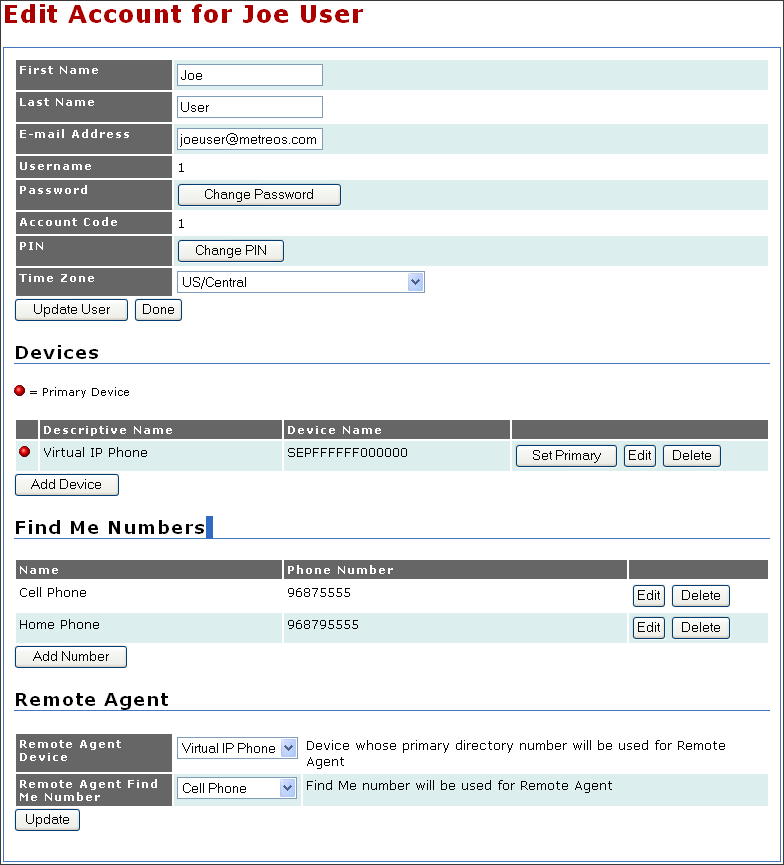 Edit Account for Joe User
First Name Joe
Last Name User
E-mail Address joeuser@metreos.com
Username 1
Password Change Password
Account Code 1
PIN Change PIN
Time Zone US/Central
Update User Done
Devices
= Primary Device
Descriptive Name Device Name
Virtual IP Phone SEPFFFFFF000000 Set Primary Edit Delete
Add Device
Find Me Numbers
Name Phone Number
Cell Phone 96875555 Edit Delete
Home Phone 968795555 Edit Delete
Add Number
Remote Agent
Remote Agent
Device
Virtual IP Phone
Device whose primary directory number will be used for Remote
Agent
Remote Agent Find
Me Number
Cell Phone
Find Me number will be used for Remote Agent
Update